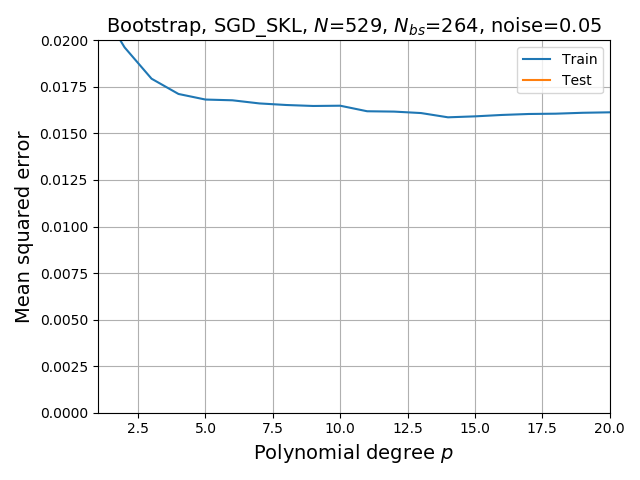 Bootstrap, SGD_SKL, N=529, N_bs=264, noise=0.05
0.0200
0.0175
0.0150
0.0125
0.0100
0.0075
0.0050
0.0025
0.0000
Mean squared error
Train
Test
2.5 5.0 7.5 10.0 12.5 15.0 17.5 20.0
Polynomial degree p